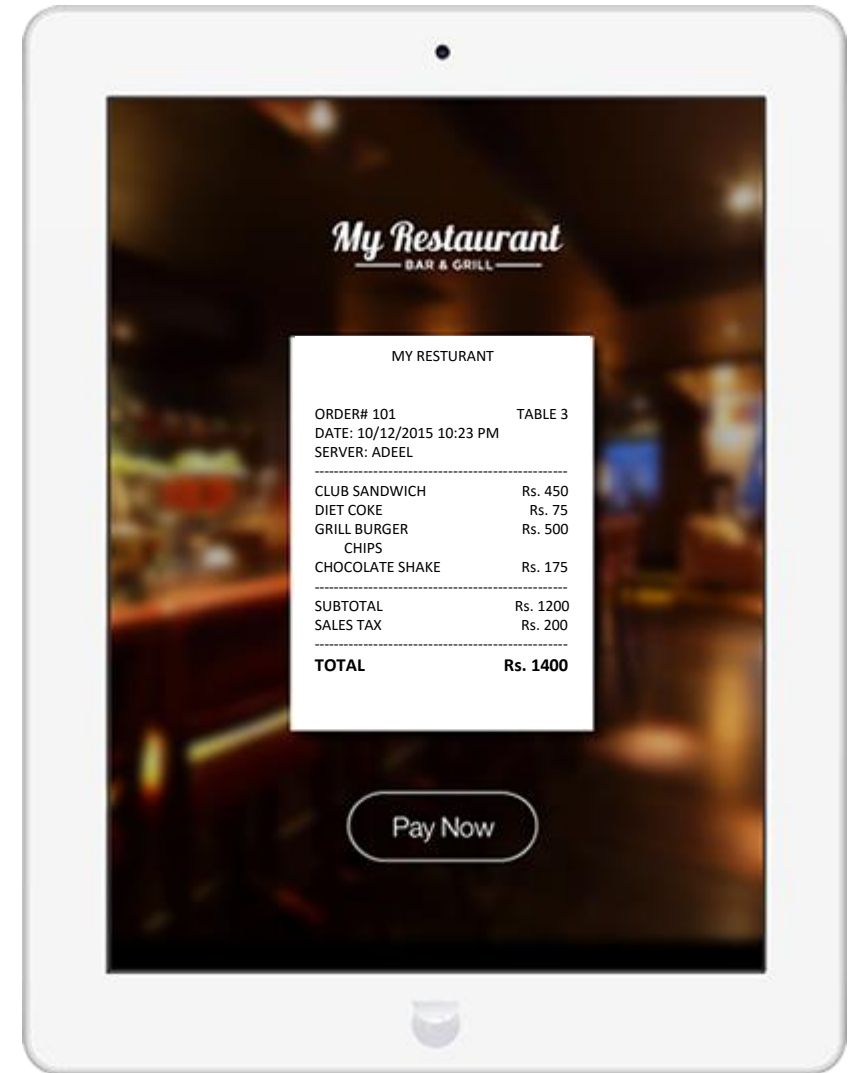 My Restaurant
BAR & GRILL
MY RESTURANT
ORDER# 101 TABLE 3
DATE: 10/12/2015 10:23 PM
SERVER: ADEEL
--------------------------------------------------
CLUB SANDWICH Rs. 450
DIET COKE Rs. 75
GRILL BURGER Rs. 500
CHIPS
CHOCOLATE SHAKE Rs. 175
--------------------------------------------------
SUBTOTAL Rs. 1200
SALES TAX Rs. 200
--------------------------------------------------
TOTAL Rs. 1400
Pay Now